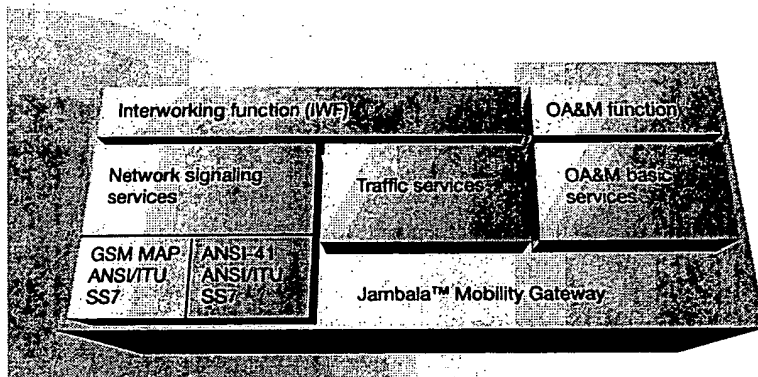 Interworking function (IWF)
OA&M function
Network signaling
services
Traffic services
OA&M basic
services
GSM MAP
ANSI/ITU
SS7
ANSI-41
ANSI/ITU
SS7
Jambala™ Mobility Gateway